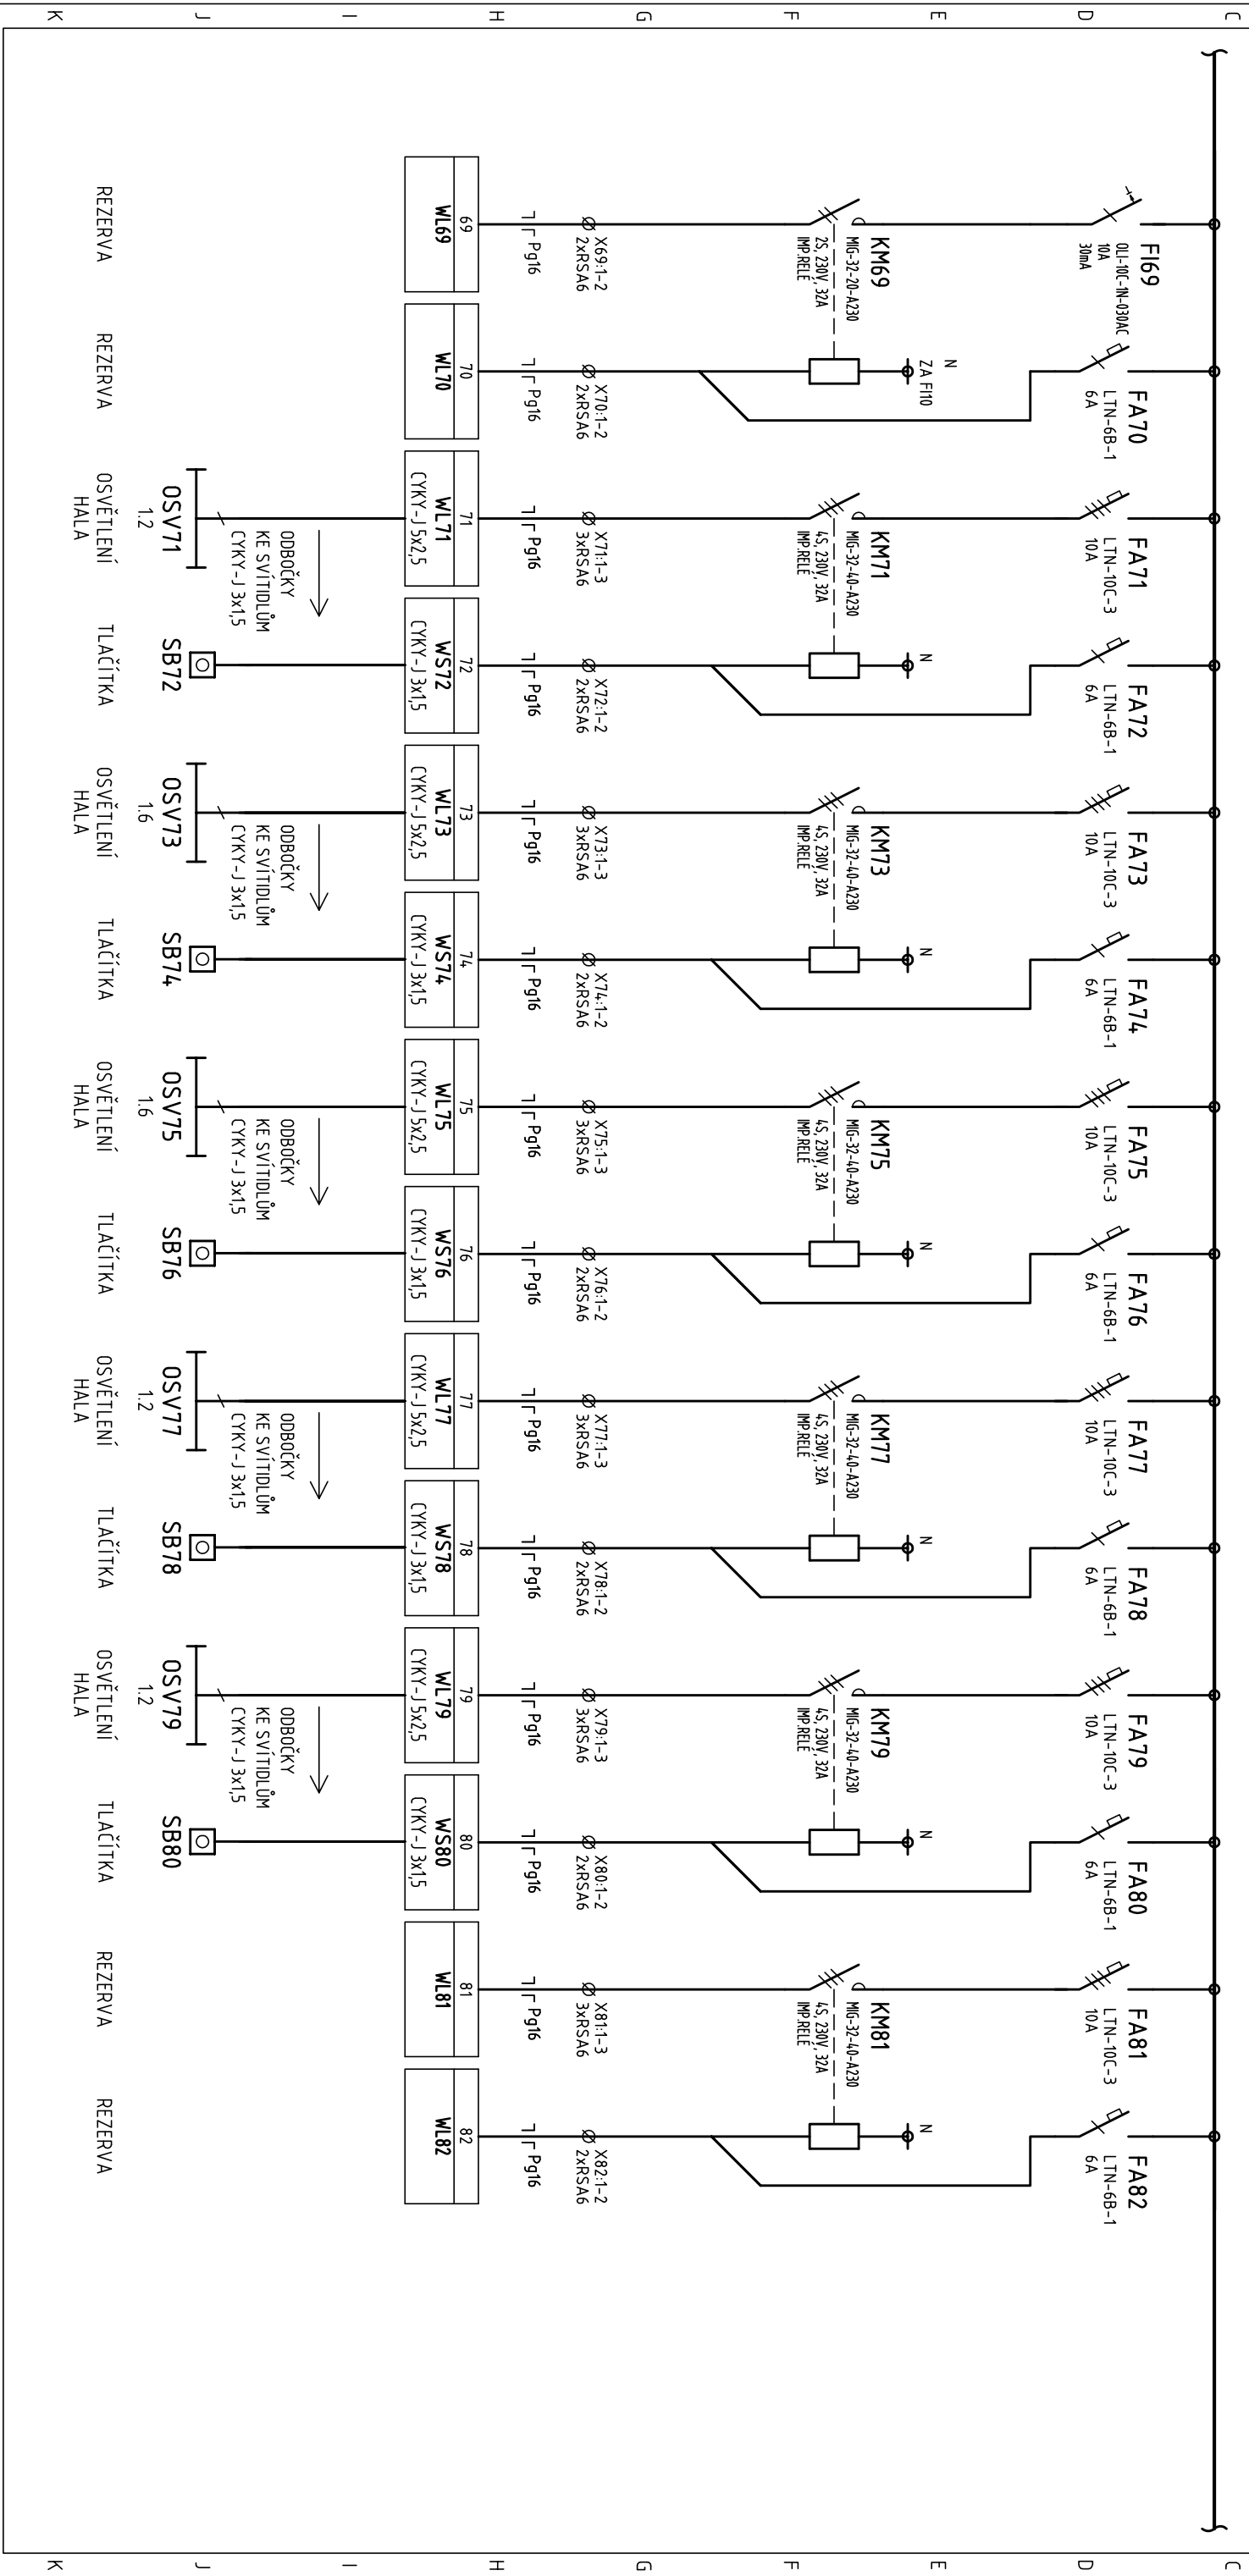 C
D
E
F
G
H
I
J
K
FI69
OLI-10C-1N-030AC
10A
30mA
KM69
MIG-32-20-A230
2S, 230V, 32A
IMP.RELÉ
X69:1-2
2xRSA6
Pg16
69
WL69
REZERVA
FA70
LTN-6B-1
6A
N
ZA FI10
X70:1-2
2xRSA6
Pg16
70
WL70
REZERVA
FA71
LTN-10C-3
10A
KM71
MIG-32-40-A230
4S, 230V, 32A
IMP.RELÉ
X71:1-3
3xRSA6
Pg16
71
WL71
CYKY-J 5x2,5
ODBOČKY
KE SVÍTIDLŮM
CYKY-J 3x1,5
OSV71
1.2
OSVĚTLENÍ
HALA
FA72
LTN-6B-1
6A
N
X72:1-2
2xRSA6
Pg16
72
WS72
CYKY-J 3x1,5
SB72
TLAČÍTKA
FA73
LTN-10C-3
10A
KM73
MIG-32-40-A230
4S, 230V, 32A
IMP.RELÉ
X73:1-3
3xRSA6
Pg16
73
WL73
CYKY-J 5x2,5
ODBOČKY
KE SVÍTIDLŮM
CYKY-J 3x1,5
OSV73
1.6
OSVĚTLENÍ
HALA
FA74
LTN-6B-1
6A
N
X74:1-2
2xRSA6
Pg16
74
WS74
CYKY-J 3x1,5
SB74
TLAČÍTKA
FA75
LTN-10C-3
10A
KM75
MIG-32-40-A230
4S, 230V, 32A
IMP.RELÉ
X75:1-3
3xRSA6
Pg16
75
WL75
CYKY-J 5x2,5
ODBOČKY
KE SVÍTIDLŮM
CYKY-J 3x1,5
OSV75
1.6
OSVĚTLENÍ
HALA
FA76
LTN-6B-1
6A
N
X76:1-2
2xRSA6
Pg16
76
WS76
CYKY-J 3x1,5
SB76
TLAČÍTKA
FA77
LTN-10C-3
10A
KM77
MIG-32-40-A230
4S, 230V, 32A
IMP.RELÉ
X77:1-3
3xRSA6
Pg16
77
WL77
CYKY-J 5x2,5
ODBOČKY
KE SVÍTIDLŮM
CYKY-J 3x1,5
OSV77
1.2
OSVĚTLENÍ
HALA
FA78
LTN-6B-1
6A
N
X78:1-2
2xRSA6
Pg16
78
WS78
CYKY-J 3x1,5
SB78
TLAČÍTKA
FA79
LTN-10C-3
10A
KM79
MIG-32-40-A230
4S, 230V, 32A
IMP.RELÉ
X79:1-3
3xRSA6
Pg16
79
WL79
CYKY-J 5x2,5
ODBOČKY
KE SVÍTIDLŮM
CYKY-J 3x1,5
OSV79
1.2
OSVĚTLENÍ
HALA
FA80
LTN-6B-1
6A
N
X80:1-2
2xRSA6
Pg16
80
WS80
CYKY-J 3x1,5
SB80
TLAČÍTKA
FA81
LTN-10C-3
10A
KM81
MIG-32-40-A230
4S, 230V, 32A
IMP.RELÉ
X81:1-3
3xRSA6
Pg16
81
WL81
REZERVA
FA82
LTN-6B-1
6A
N
X82:1-2
2xRSA6
Pg16
82
WL82
REZERVA
C
D
E
F
G
H
I
J
K